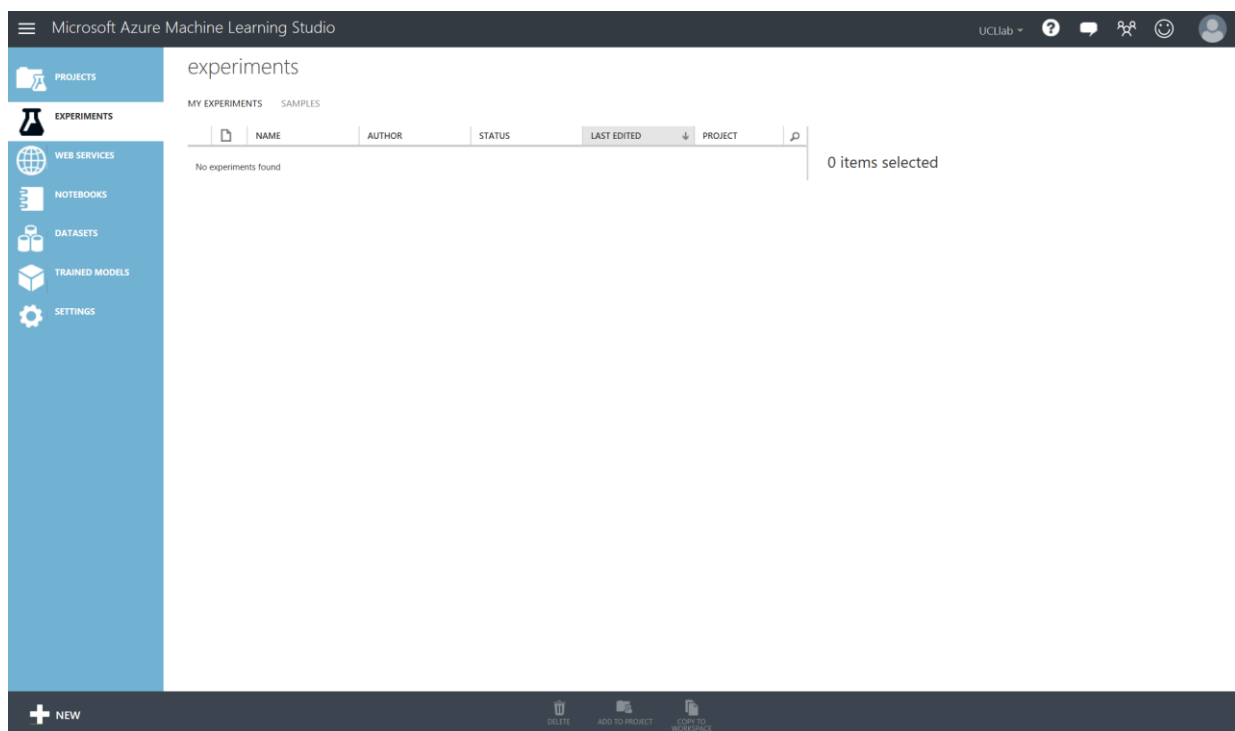 Microsoft Azure Machine Learning Studio
UCLlab
?
PROJECTS
EXPERIMENTS
WEB SERVICES
NOTEBOOKS
DATASETS
TRAINED MODELS
SETTINGS
experiments
MY EXPERIMENTS SAMPLES
NAME AUTHOR STATUS LAST EDITED PROJECT
No experiments found
0 items selected
NEW
DELETE
ADD TO PROJECT
COPY TO
WORKSPACE